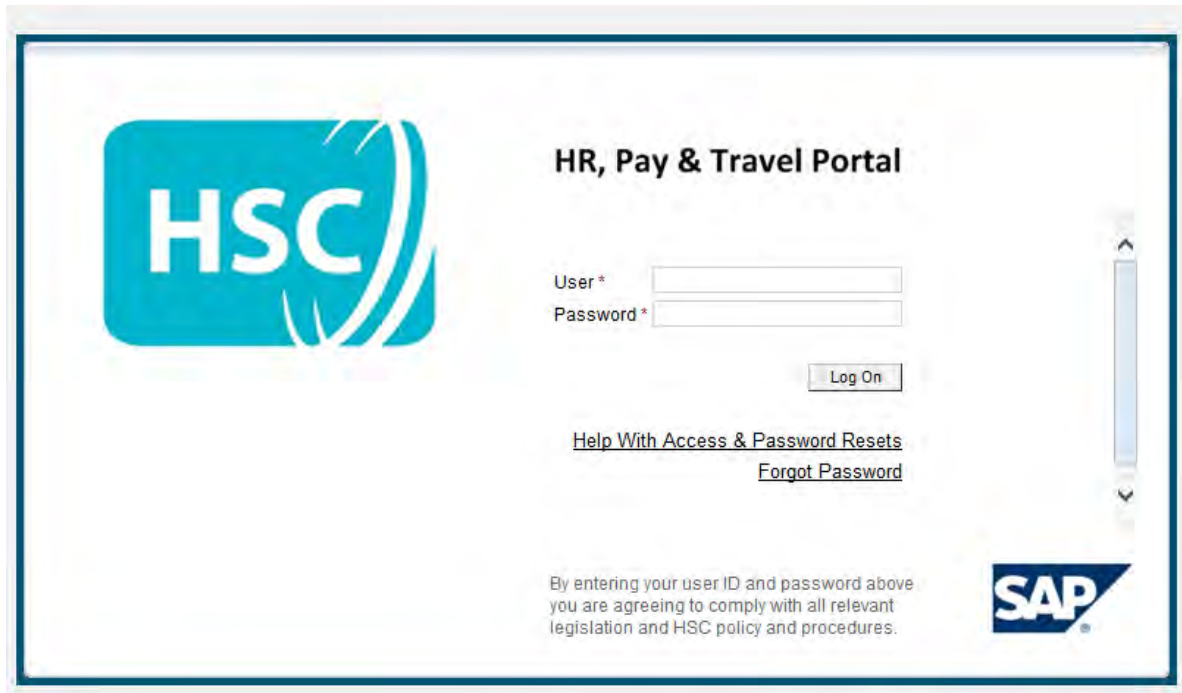 HSC
HR, Pay & Travel Portal
User *
Password *
Log On
Help With Access & Password Resets
Forgot Password
By entering your user ID and password above
you are agreeing to comply with all relevant
legislation and HSC policy and procedures.
SAP®